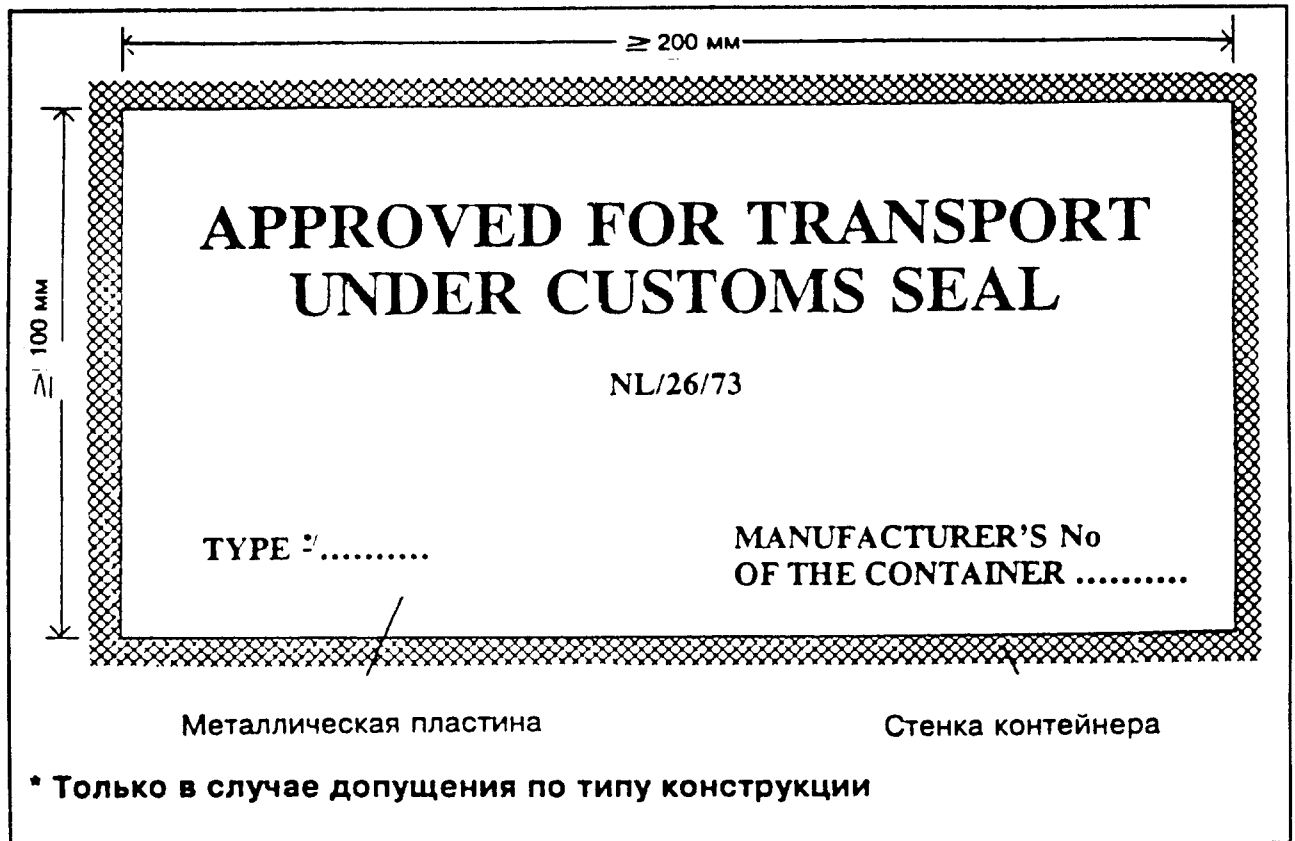 ≥ 200 мм
≥ 100 мм
APPROVED FOR TRANSPORT
UNDER CUSTOMS SEAL
NL/26/73
TYPE */..........
MANUFACTURER'S No
OF THE CONTAINER ..........
Металлическая пластина
Стенка контейнера
* Только в случае допущения по типу конструкции